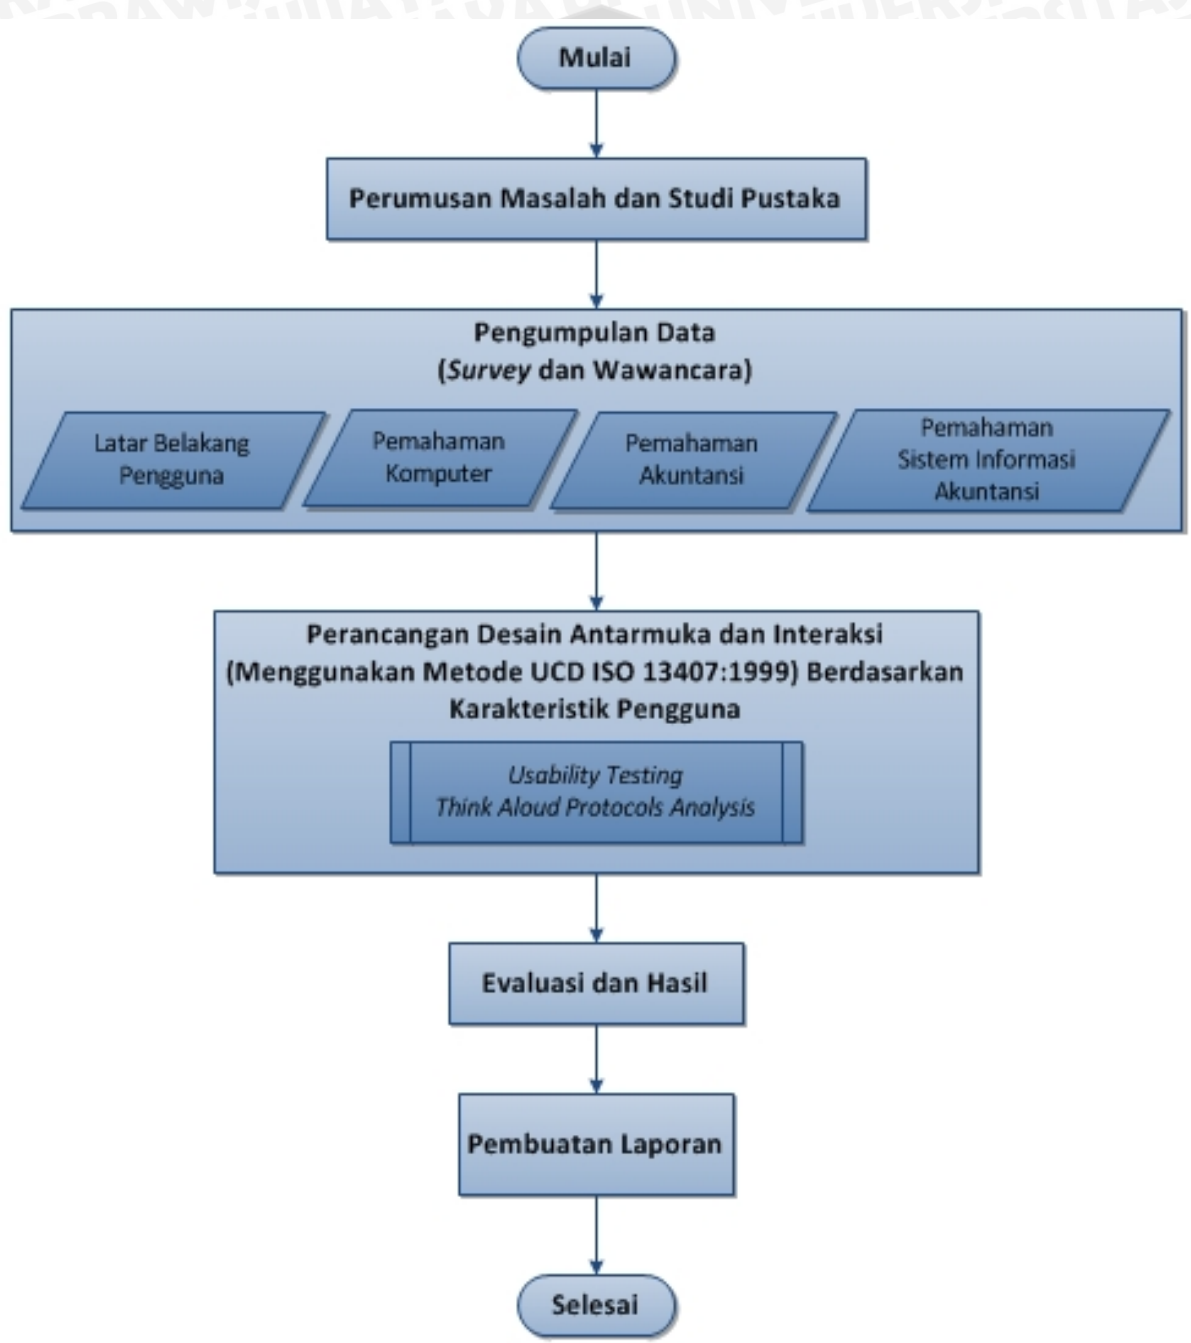 Mulai
Perumusan Masalah dan Studi Pustaka
Pengumpulan Data
(Survey dan Wawancara)
Latar Belakang
Pengguna
Pemahaman
Komputer
Pemahaman
Akuntansi
Pemahaman
Sistem Informasi
Akuntansi
Perancangan Desain Antarmuka dan Interaksi
(Menggunakan Metode UCD ISO 13407:1999) Berdasarkan
Karakteristik Pengguna
Usability Testing
Think Aloud Protocols Analysis
Evaluasi dan Hasil
Pembuatan Laporan
Selesai